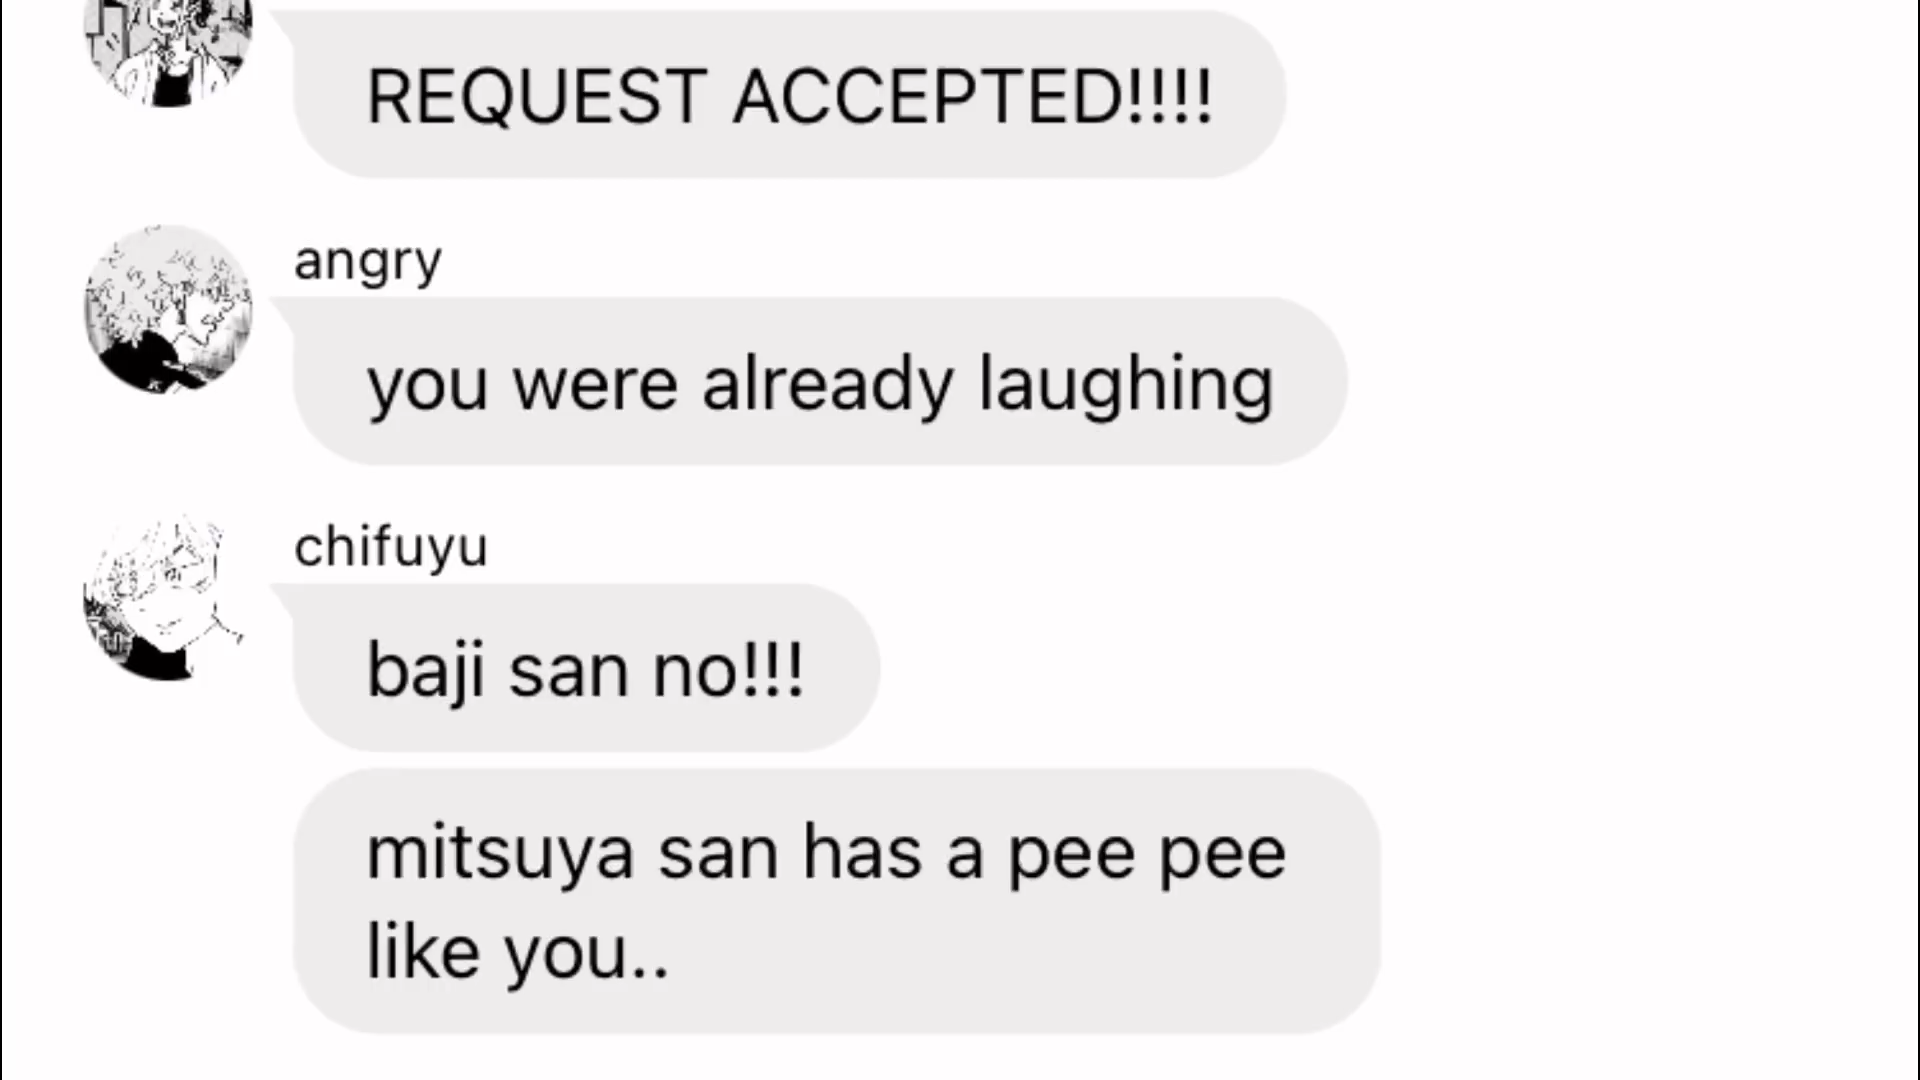 REQUEST ACCEPTED!!!!
angry
you were already laughing
chifuyu
baji san no!!!
mitsuya san has a pee pee
like you..